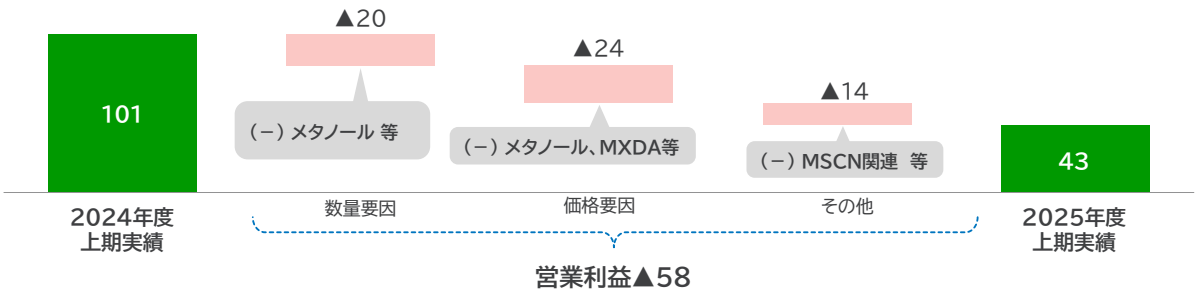 ▲20
▲24
▲14
101
(－) メタノール 等
(－) メタノール、MXDA等
(－) MSCN関連 等
43
数量要因
価格要因
その他
2024年度
上期実績
2025年度
上期実績
営業利益▲58